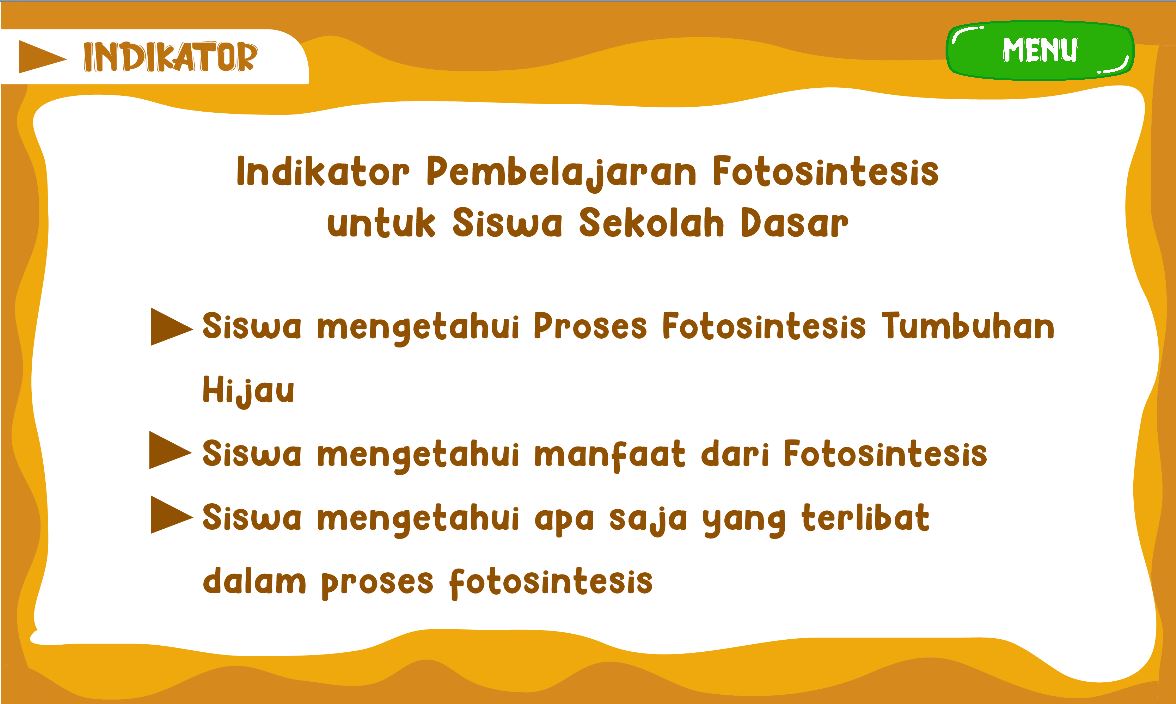 INDIKATOR
MENU
Indikator Pembelajaran Fotosintesis
untuk Siswa Sekolah Dasar
Siswa mengetahui Proses Fotosintesis Tumbuhan
Hijau
Siswa mengetahui manfaat dari Fotosintesis
Siswa mengetahui apa saja yang terlibat
dalam proses fotosintesis